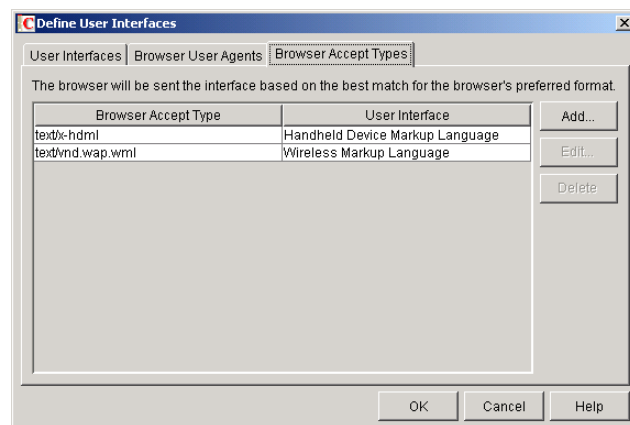 Define User Interfaces
User Interfaces Browser User Agents Browser Accept Types
The browser will be sent the interface based on the best match for the browser's preferred format.
Browser Accept Type User Interface Add...
text/x-hdml Handheld Device Markup Language
text/vnd.wap.wml Wireless Markup Language Edit...
Delete
OK Cancel Help